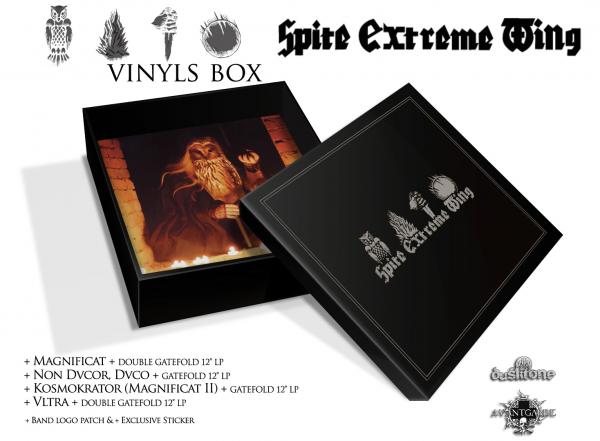 Spite Extreme Wing
VINYLS BOX
Spite Extreme Wing
+ MAGNIFICAT + DOUBLE GATEFOLD 12" LP
+ NON DVCOR, DVCO + GATEFOLD 12" LP
+ KOSMOKRATOR (MAGNIFICAT II) + GATEFOLD 12" LP
+ VLTRA + DOUBLE GATEFOLD 12" LP
+ BAND LOGO PATCH & + EXCLUSIVE STICKER
dusktone
AVANTGARDE